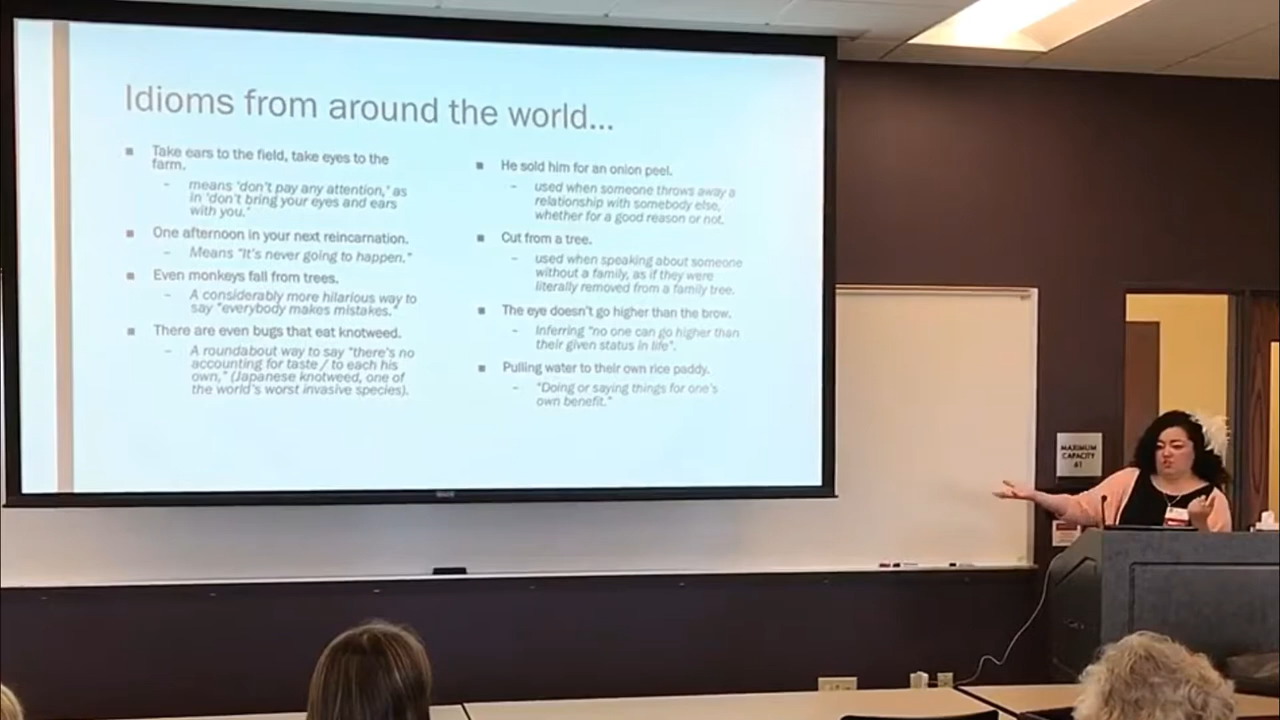 Idioms from around the world...
Take ears to the field, take eyes to the
farm.
– means 'don't pay any attention,' as
in 'don't bring your eyes and ears
with you.'
One afternoon in your next reincarnation.
– Means "It's never going to happen."
Even monkeys fall from trees.
– A considerably more hilarious way to
say "everybody makes mistakes."
There are even bugs that eat knotweed.
– A roundabout way to say "there's no
accounting for taste / to each his
own," (Japanese knotweed, one of
the world's worst invasive species).
He sold him for an onion peel.
– used when someone throws away a
relationship with somebody else,
whether for a good reason or not.
Cut from a tree.
– used when speaking about someone
without a family, as if they were
literally removed from a family tree.
The eye doesn't go higher than the brow.
– Inferring "no one can go higher than
their given status in life".
Pulling water to their own rice paddy.
– "Doing or saying things for one's
own benefit."
MAXIMUM
CAPACITY
61